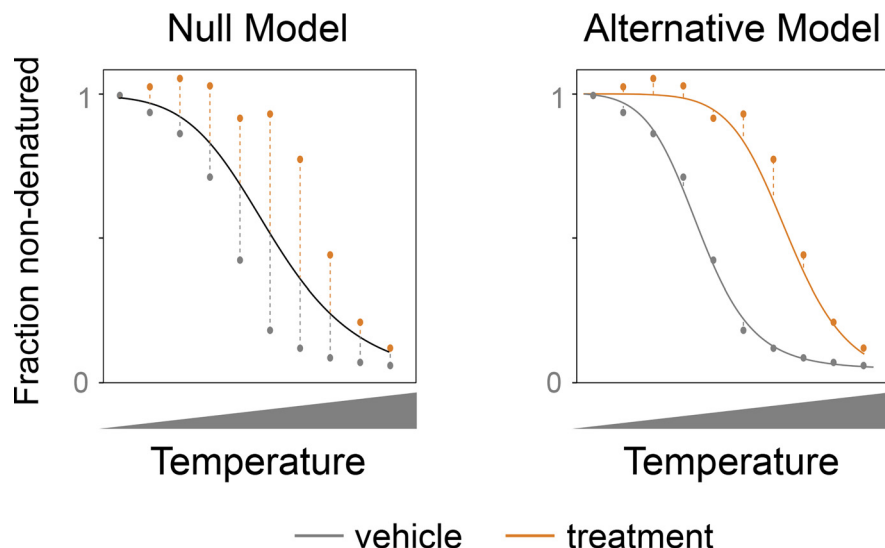 Null Model
Alternative Model
Fraction non-denatured
1
0
1
0
Temperature
Temperature
vehicle
treatment